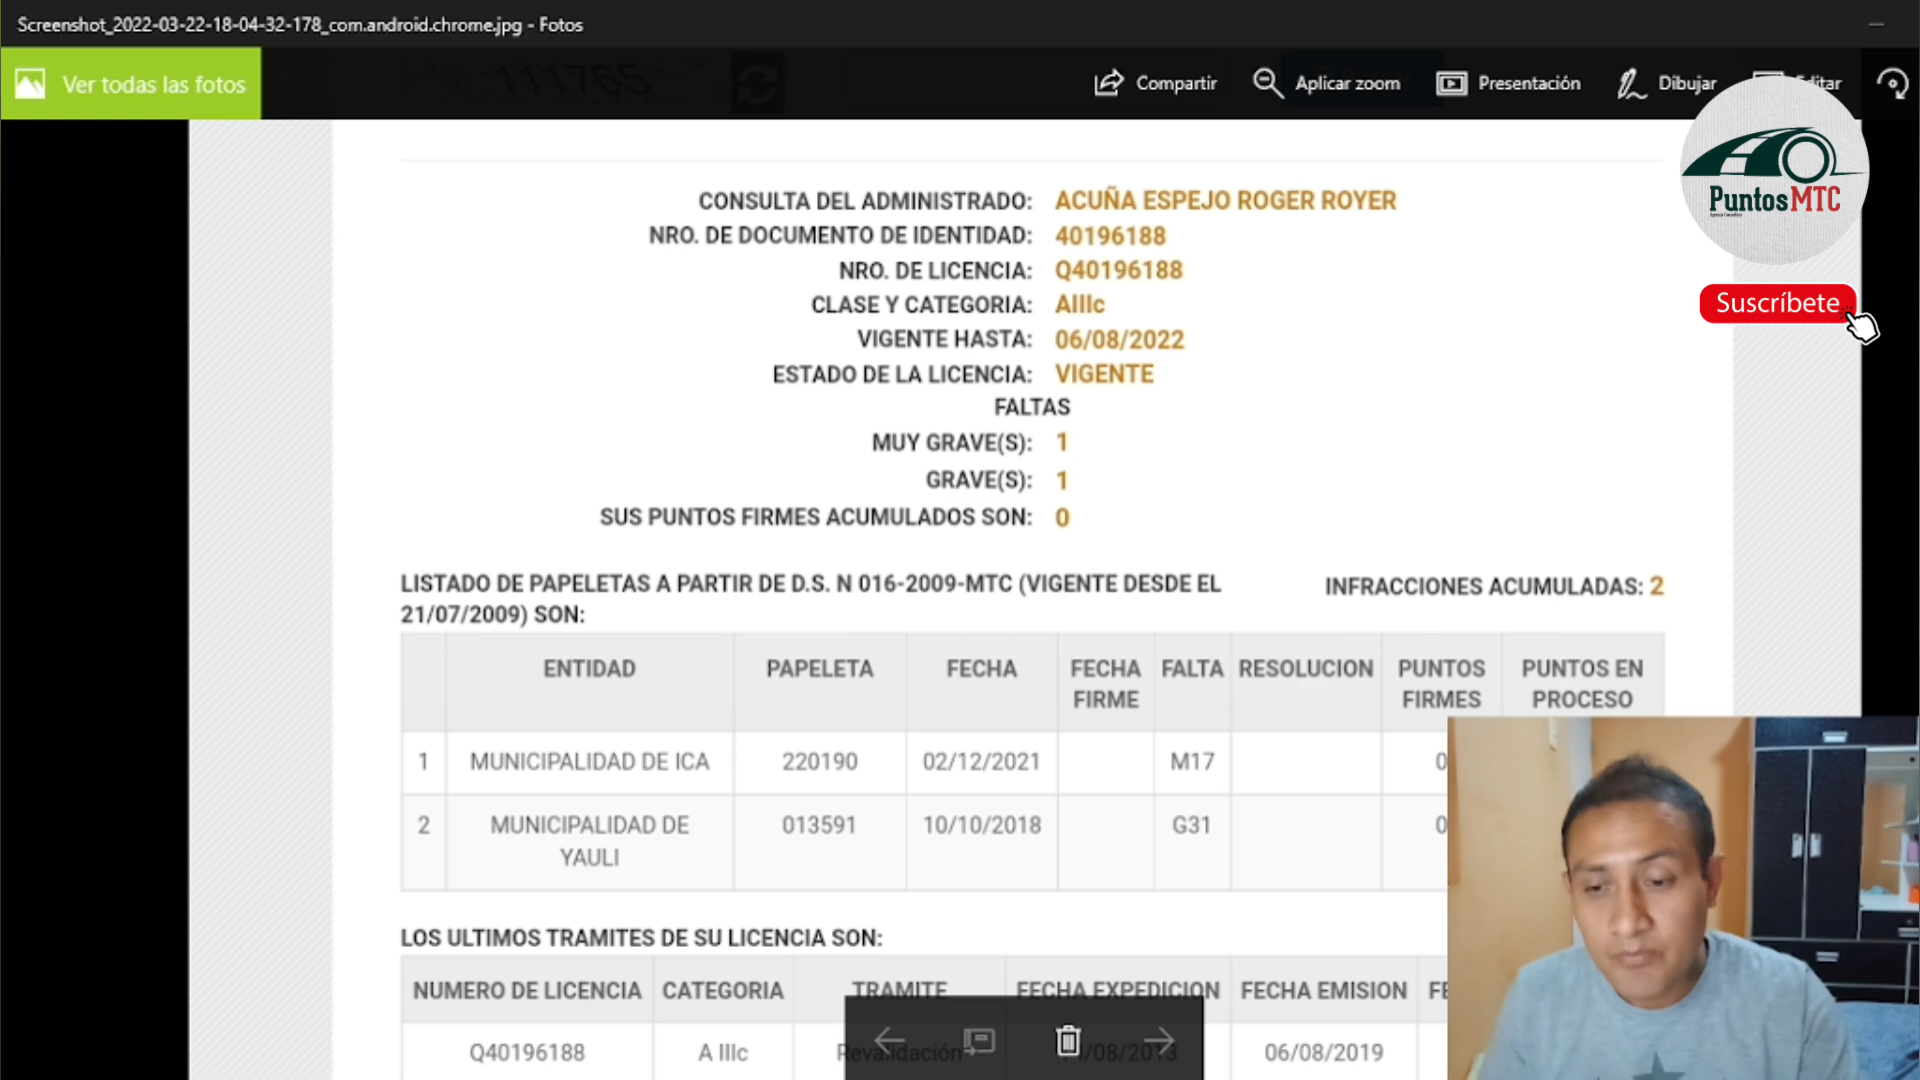 Screenshot_2022-03-22-18-04-32-178_com.android.chrome.jpg - Fotos
Ver todas las fotos
111765
Compartir
Aplicar zoom
Presentación
Dibujar
PuntosMTC
Suscríbete
CONSULTA DEL ADMINISTRADO: ACUÑA ESPEJO ROGER ROYER
NRO. DE DOCUMENTO DE IDENTIDAD: 40196188
NRO. DE LICENCIA: Q40196188
CLASE Y CATEGORIA: AIIIc
VIGENTE HASTA: 06/08/2022
ESTADO DE LA LICENCIA: VIGENTE
FALTAS
MUY GRAVE(S): 1
GRAVE(S): 1
SUS PUNTOS FIRMES ACUMULADOS SON: 0
LISTADO DE PAPELETAS A PARTIR DE D.S. N 016-2009-MTC (VIGENTE DESDE EL
21/07/2009) SON:
INFRACCIONES ACUMULADAS: 2
ENTIDAD PAPELETA FECHA FECHA FIRME FALTA RESOLUCION PUNTOS FIRMES PUNTOS EN PROCESO
1 MUNICIPALIDAD DE ICA 220190 02/12/2021 M17 0
2 MUNICIPALIDAD DE YAULI 013591 10/10/2018 G31 0
LOS ULTIMOS TRAMITES DE SU LICENCIA SON:
NUMERO DE LICENCIA CATEGORIA TRAMITE FECHA EXPEDICION FECHA EMISION
Q40196188 A IIIc Revalidación 06/08/2019